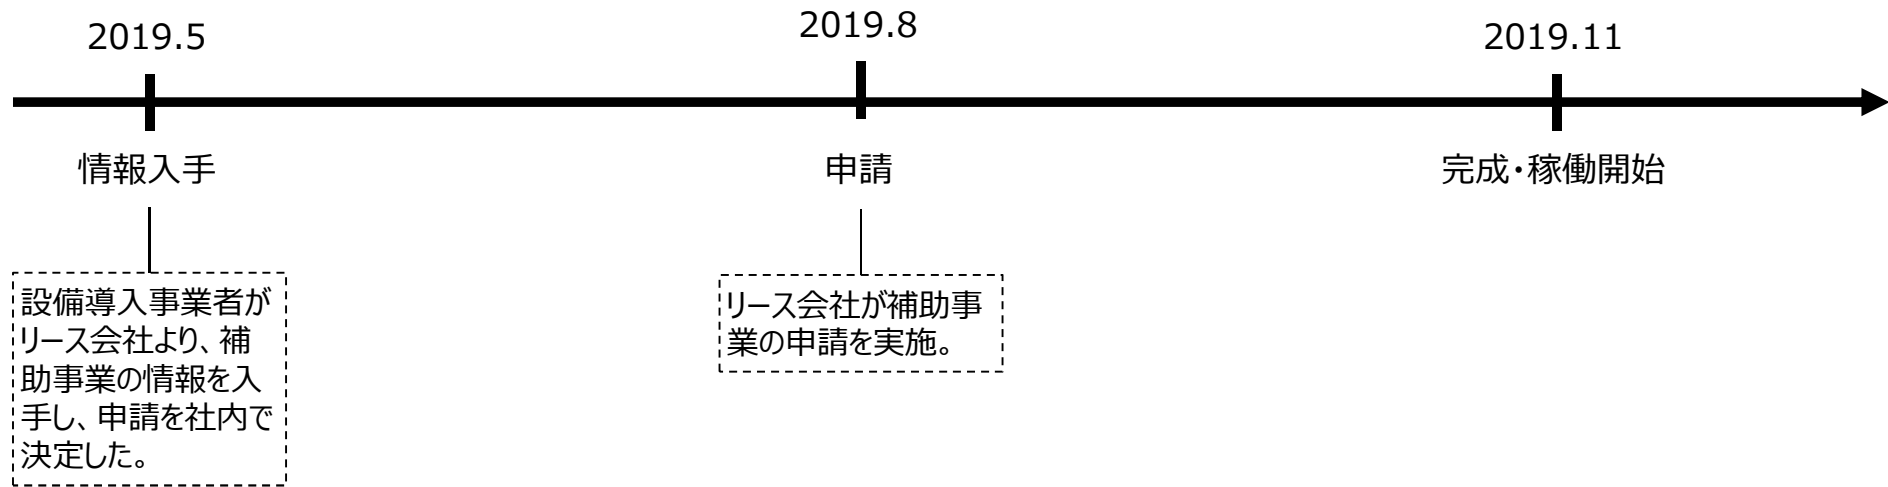 2019.5
2019.8
2019.11
情報入手
申請
完成・稼働開始
設備導入事業者が
リース会社より、補
助事業の情報を入
手し、申請を社内で
決定した。
リース会社が補助事
業の申請を実施。